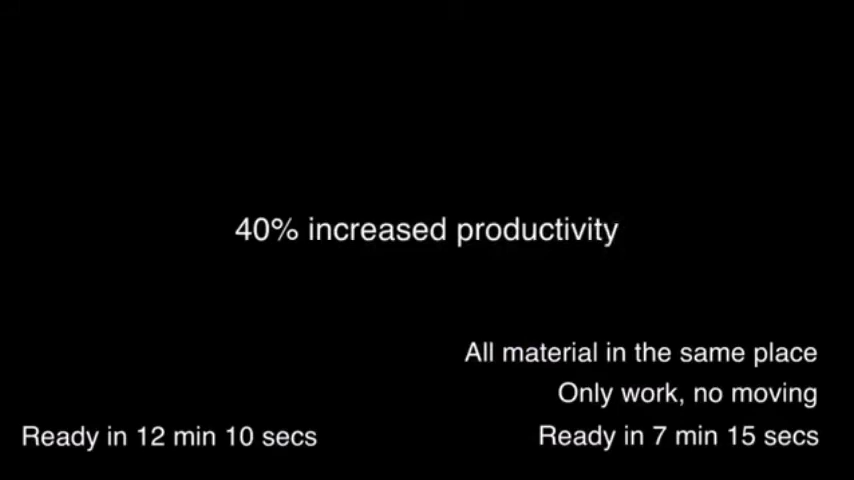 40% increased productivity
All material in the same place
Only work, no moving
Ready in 12 min 10 secs
Ready in 7 min 15 secs